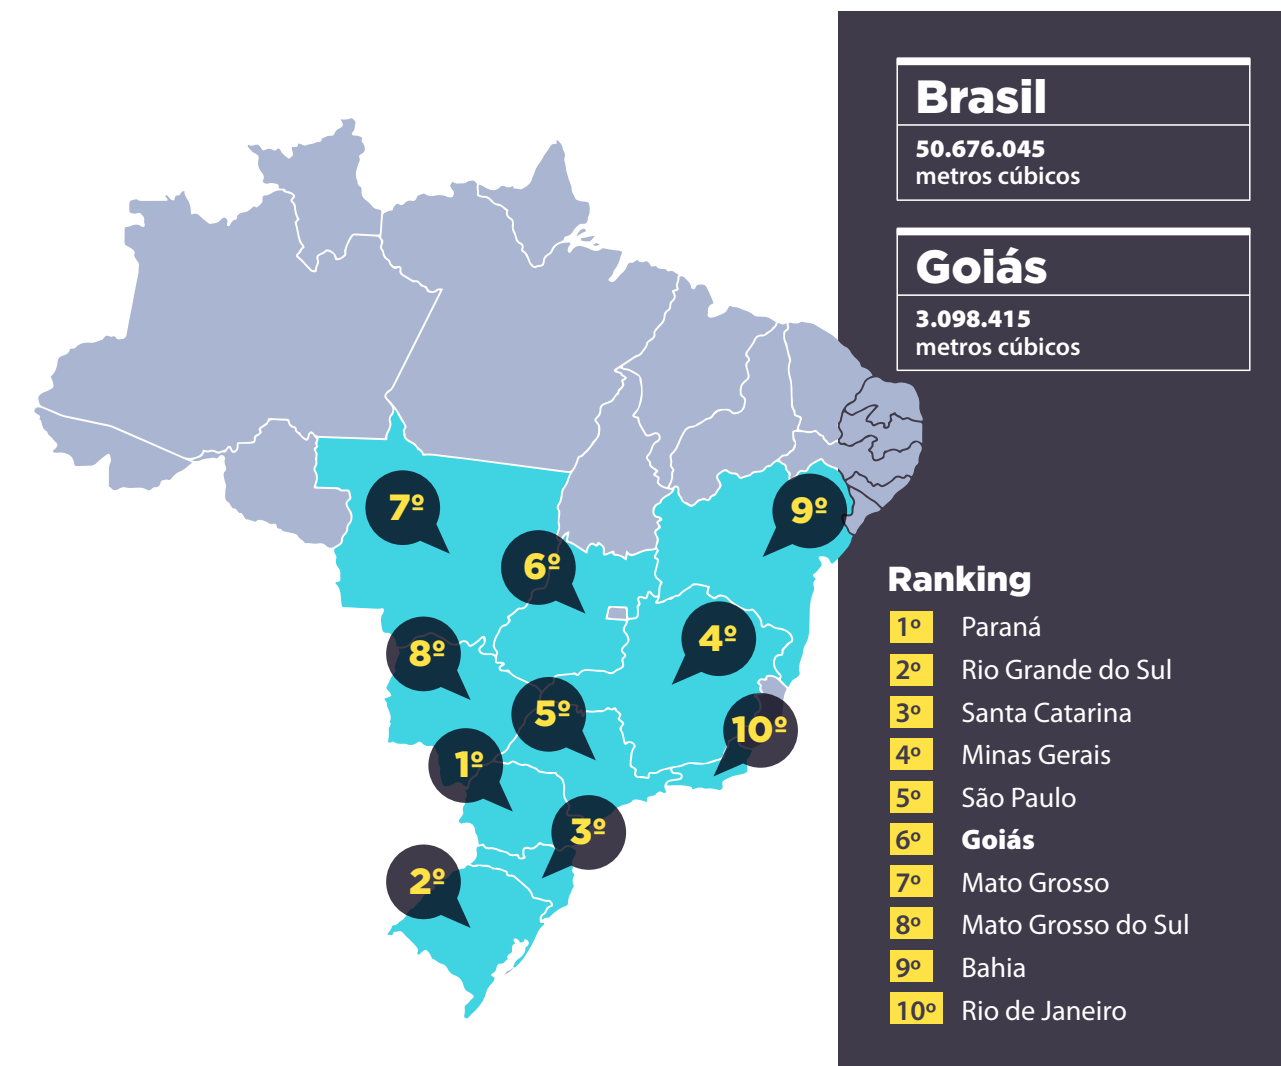 Brasil
50.676.045
metros cúbicos
Goiás
3.098.415
metros cúbicos
7º
9º
6º
4º
8º
5º
10º
1º
3º
2º
Ranking
1º Paraná
2º Rio Grande do Sul
3º Santa Catarina
4º Minas Gerais
5º São Paulo
6º Goiás
7º Mato Grosso
8º Mato Grosso do Sul
9º Bahia
10º Rio de Janeiro